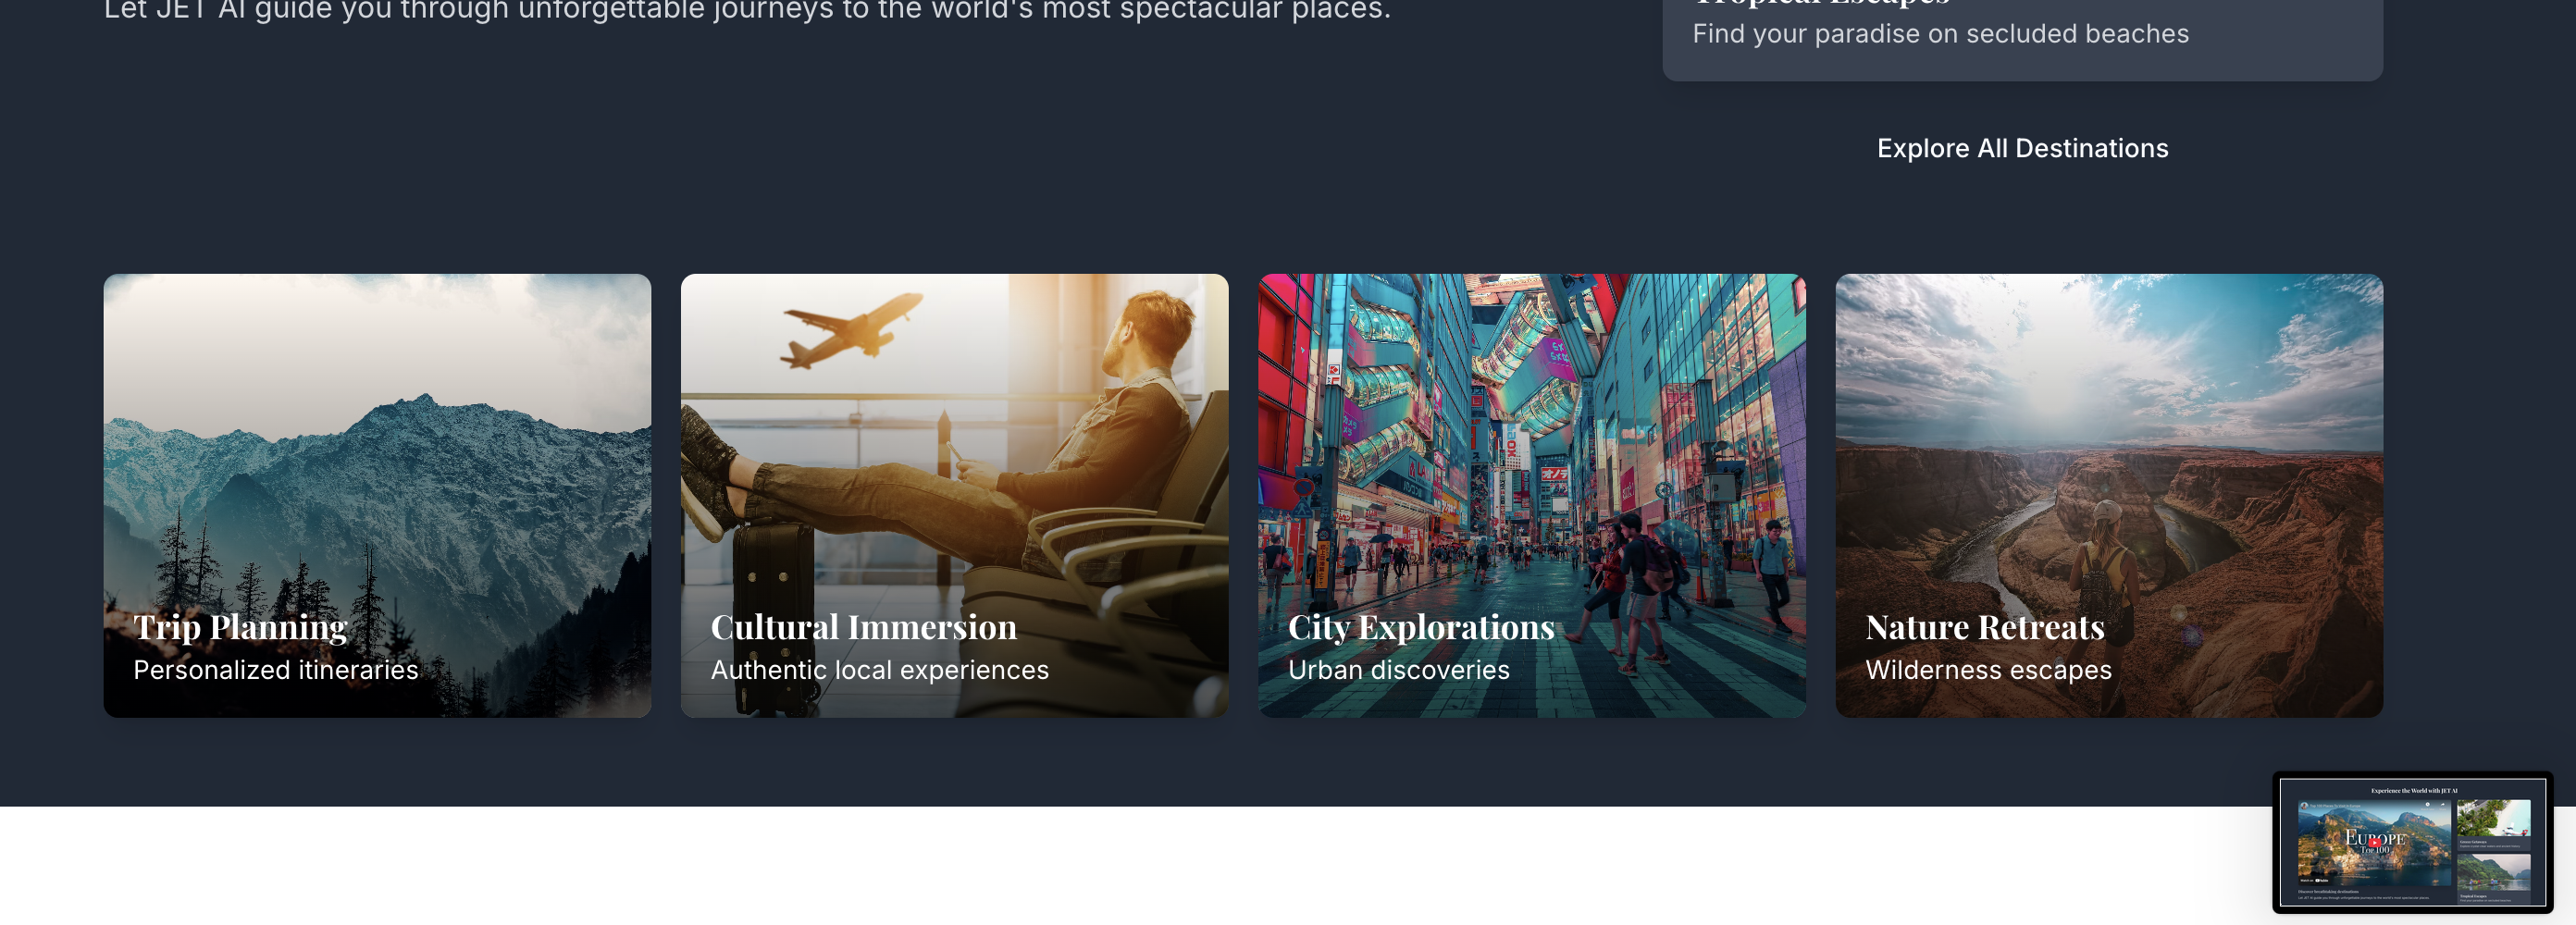 Let JET AI guide you through unforgettable journeys to the world's most spectacular places.
Tropical Escapes
Find your paradise on secluded beaches
Explore All Destinations
Trip Planning
Personalized itineraries
Cultural Immersion
Authentic local experiences
City Explorations
Urban discoveries
Nature Retreats
Wilderness escapes
Experience the World with JET AI
EUROPE
Top 100